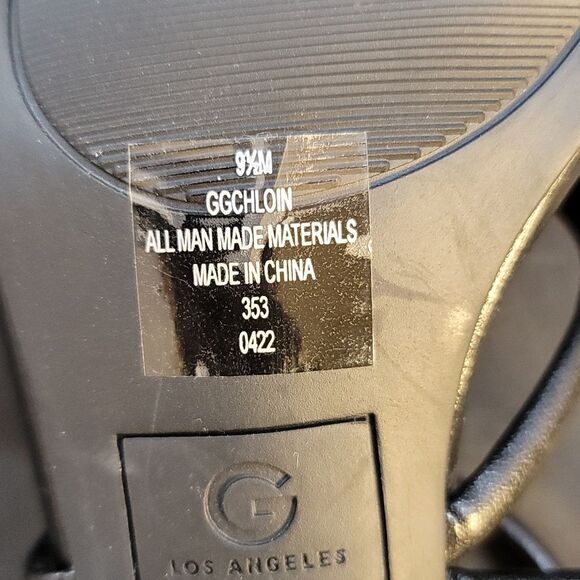 9½M
GGCHLOIN
ALL MAN MADE MATERIALS
MADE IN CHINA
353
0422
G
LOS ANGELES